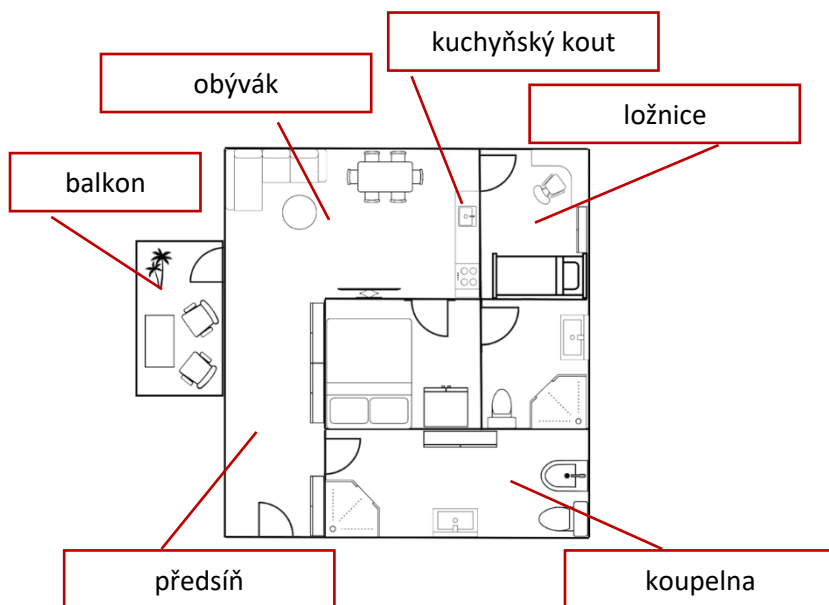 kuchyňský kout
obývák
ložnice
balkon
předsíň
koupelna